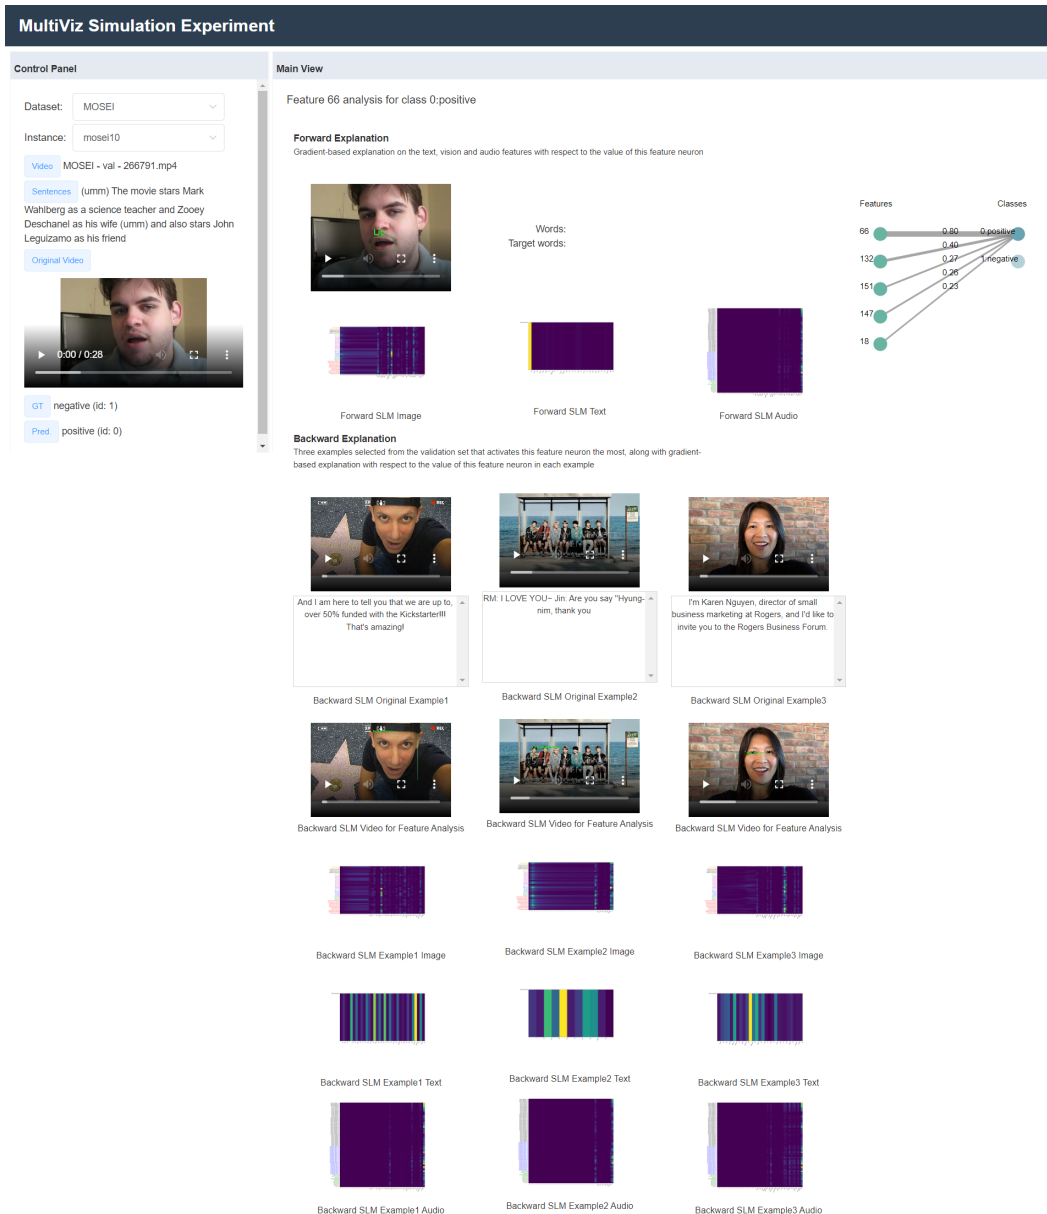 MultiViz Simulation Experiment
Control Panel
Main View
Dataset:
MOSEI
Instance:
mosei10
Video MOSEI - val - 266791.mp4
Sentences (umm) The movie stars Mark
Wahlberg as a science teacher and Zooey
Deschanel as his wife (umm) and also stars John
Leguizamo as his friend
Original Video
0:00 / 0:28
GT negative (id: 1)
Pred. positive (id: 0)
Feature 66 analysis for class 0:positive
Forward Explanation
Gradient-based explanation on the text, vision and audio features with respect to the value of this feature neuron
Words:
Target words:
Features
Classes
66
0.80
0:positive
0.40
132
0.27
1:negative
0.26
151
0.23
147
18
Forward SLM Image
Forward SLM Text
Forward SLM Audio
Backward Explanation
Three examples selected from the validation set that activates this feature neuron the most, along with gradient-
based explanation with respect to the value of this feature neuron in each example
And I am here to tell you that we are up to,
over 50% funded with the Kickstarter!!!
That's amazing!
RM: I LOVE YOU~ Jin: Are you say "Hyung-
nim, thank you
I'm Karen Nguyen, director of small
business marketing at Rogers, and I'd like to
invite you to the Rogers Business Forum.
Backward SLM Original Example1
Backward SLM Original Example2
Backward SLM Original Example3
Backward SLM Video for Feature Analysis
Backward SLM Video for Feature Analysis
Backward SLM Video for Feature Analysis
Backward SLM Example1 Image
Backward SLM Example2 Image
Backward SLM Example3 Image
Backward SLM Example1 Text
Backward SLM Example2 Text
Backward SLM Example3 Text
Backward SLM Example1 Audio
Backward SLM Example2 Audio
Backward SLM Example3 Audio